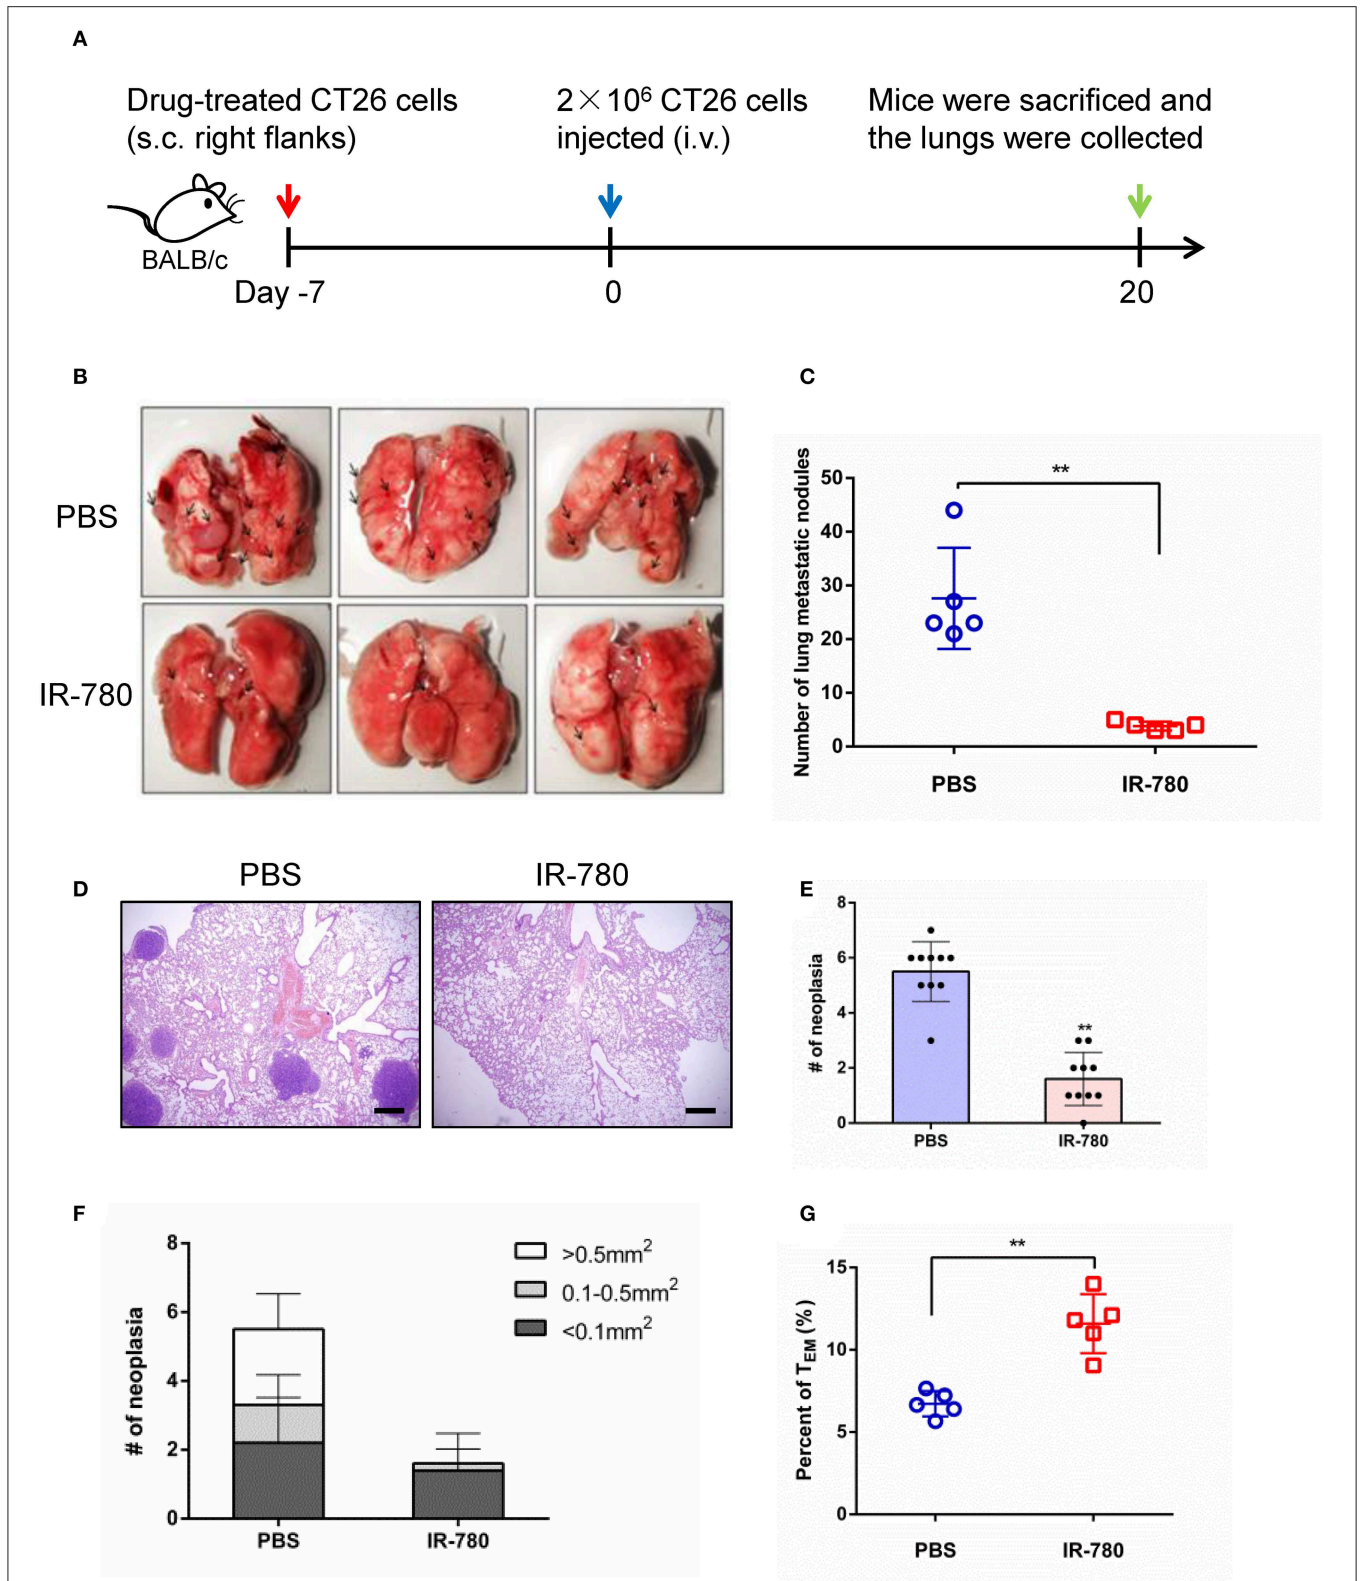 A
Drug-treated CT26 cells
(s.c. right flanks)
2×10⁶ CT26 cells
injected (i.v.)
Mice were sacrificed and
the lungs were collected
BALB/c
Day -7
0
20
B
PBS
IR-780
C
Number of lung metastatic nodules
50
40
30
20
10
0
**
PBS
IR-780
D
PBS
IR-780
E
# of neoplasia
8
6
4
2
0
**
PBS
IR-780
F
# of neoplasia
8
6
4
2
0
>0.5mm²
0.1-0.5mm²
<0.1mm²
PBS
IR-780
G
Percent of TEM (%)
15
10
5
0
**
PBS
IR-780